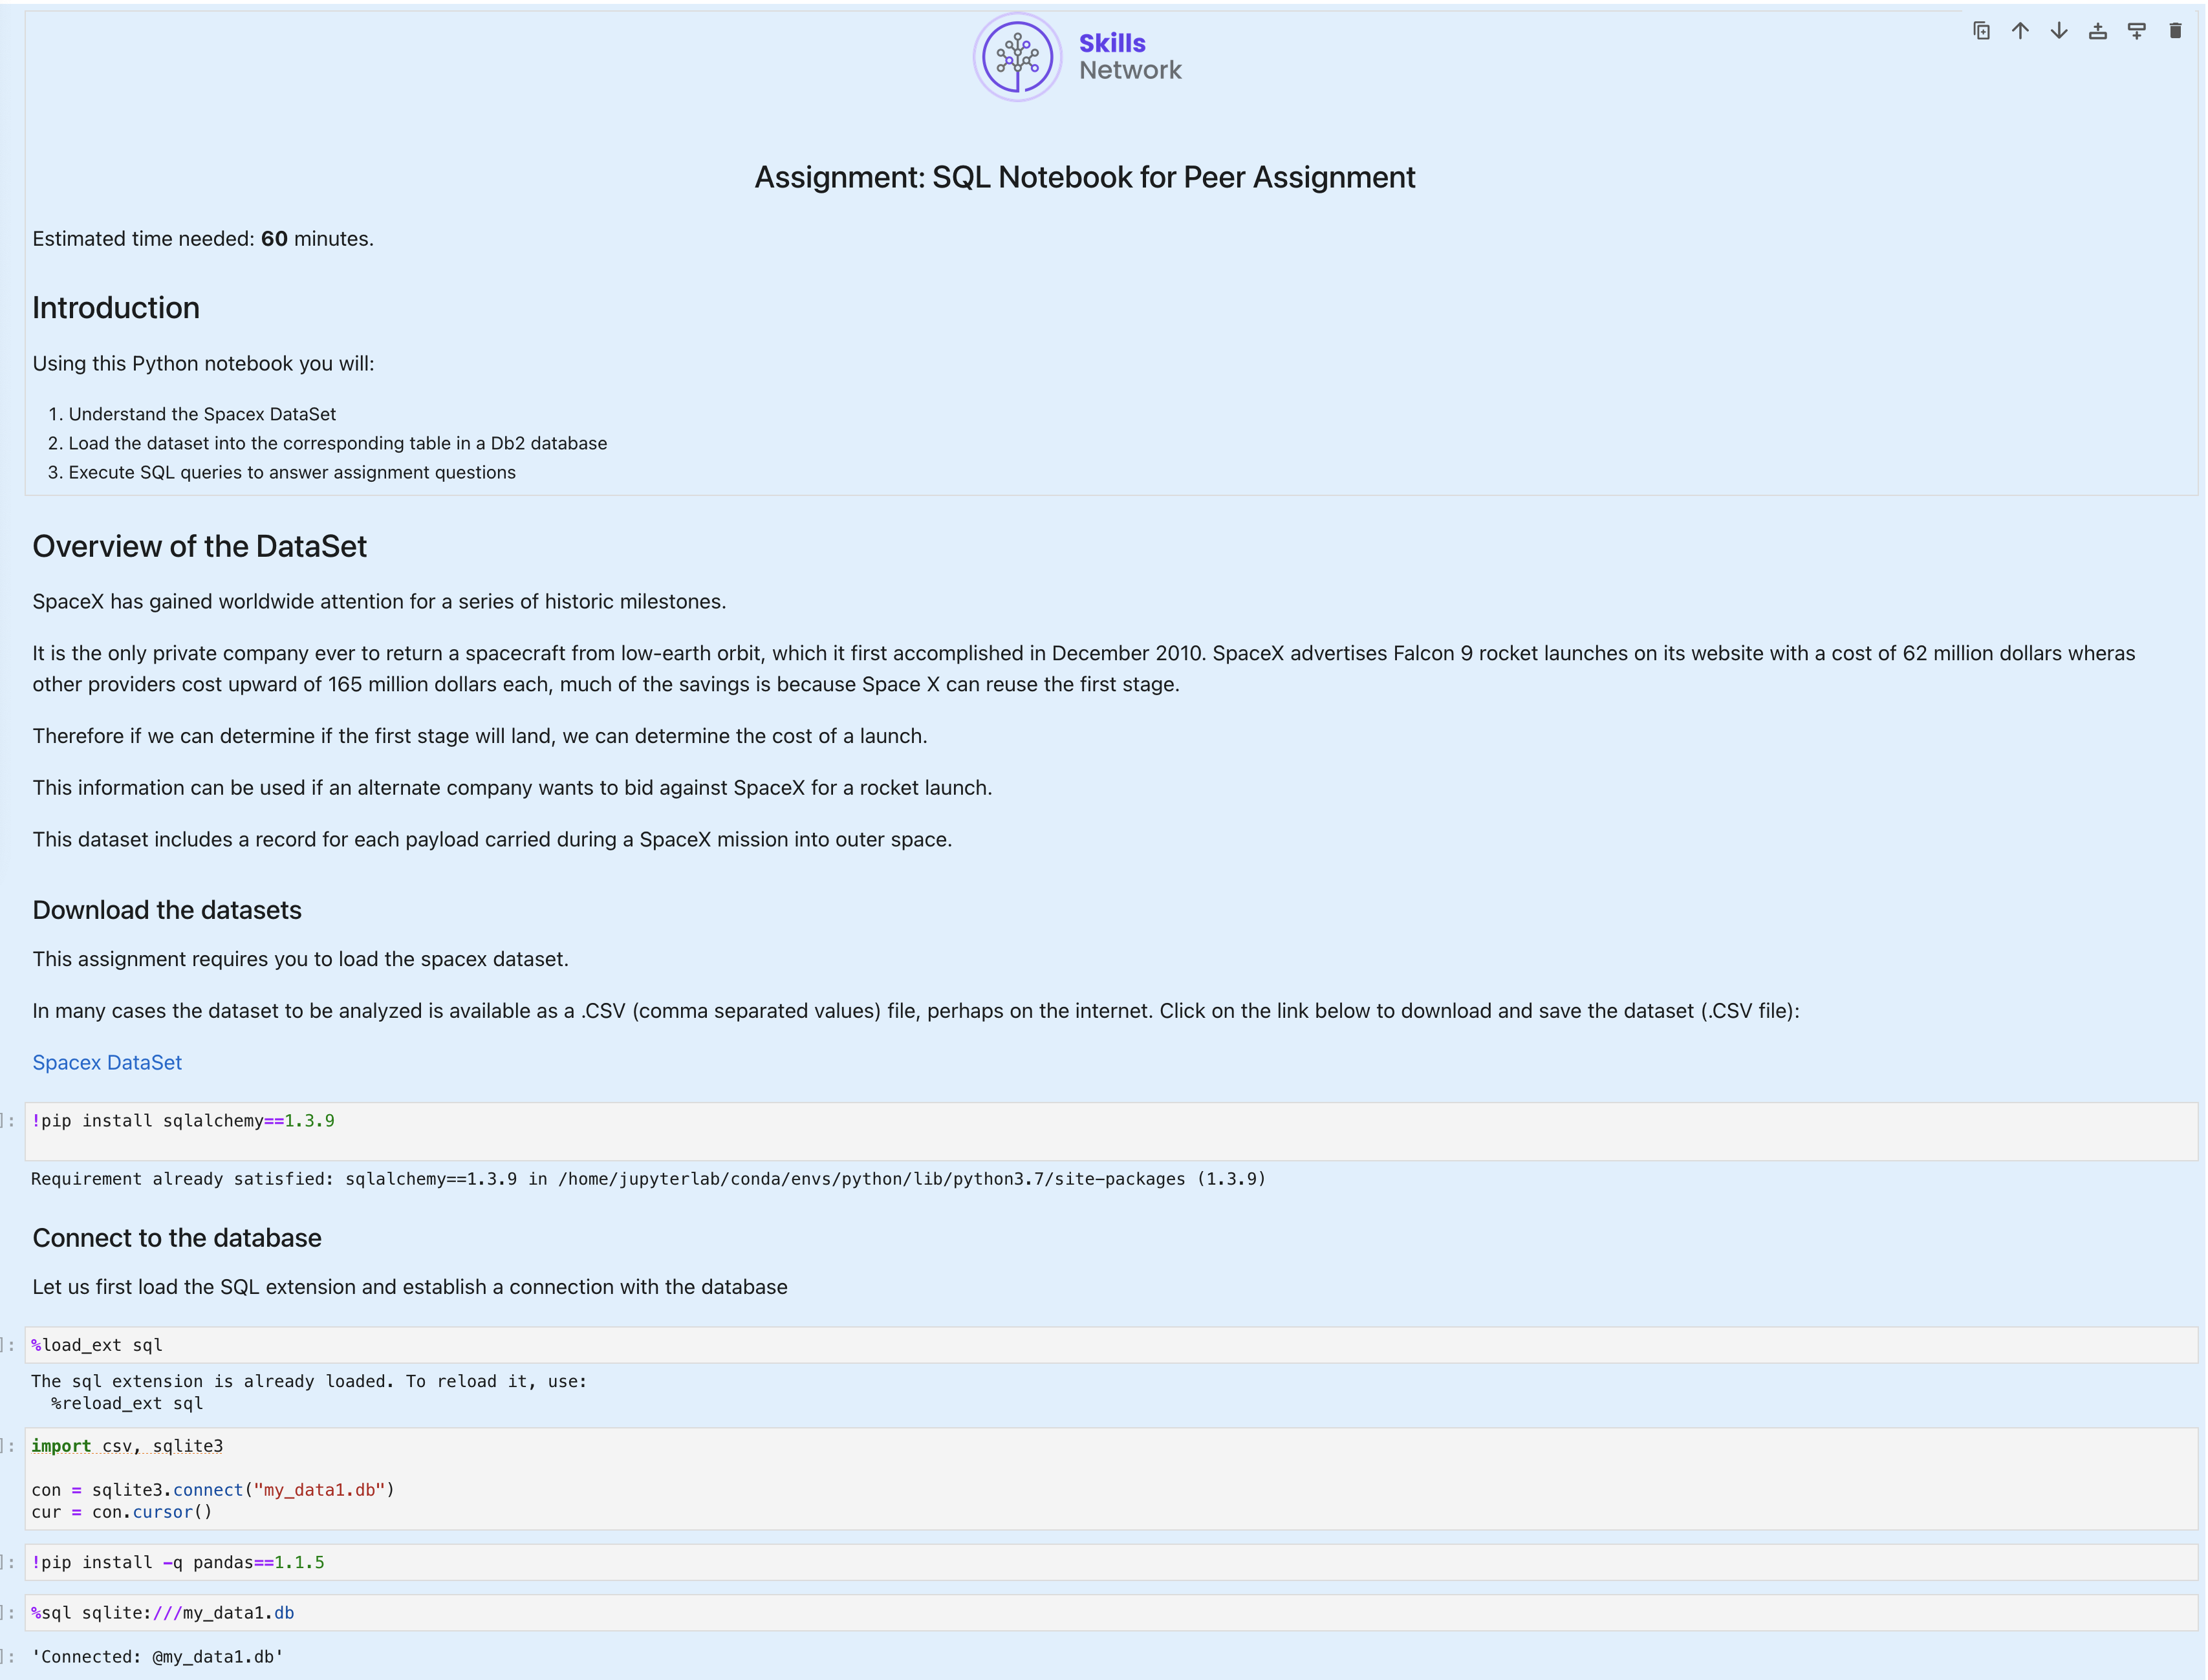 Skills
Network
Assignment: SQL Notebook for Peer Assignment
Estimated time needed: 60 minutes.
Introduction
Using this Python notebook you will:
1. Understand the Spacex DataSet
2. Load the dataset into the corresponding table in a Db2 database
3. Execute SQL queries to answer assignment questions
Overview of the DataSet
SpaceX has gained worldwide attention for a series of historic milestones.
It is the only private company ever to return a spacecraft from low-earth orbit, which it first accomplished in December 2010. SpaceX advertises Falcon 9 rocket launches on its website with a cost of 62 million dollars wheras
other providers cost upward of 165 million dollars each, much of the savings is because Space X can reuse the first stage.
Therefore if we can determine if the first stage will land, we can determine the cost of a launch.
This information can be used if an alternate company wants to bid against SpaceX for a rocket launch.
This dataset includes a record for each payload carried during a SpaceX mission into outer space.
Download the datasets
This assignment requires you to load the spacex dataset.
In many cases the dataset to be analyzed is available as a .CSV (comma separated values) file, perhaps on the internet. Click on the link below to download and save the dataset (.CSV file):
Spacex DataSet
]: !pip install sqlalchemy==1.3.9
Requirement already satisfied: sqlalchemy==1.3.9 in /home/jupyterlab/conda/envs/python/lib/python3.7/site-packages (1.3.9)
Connect to the database
Let us first load the SQL extension and establish a connection with the database
]: %load_ext sql
The sql extension is already loaded. To reload it, use:
%reload_ext sql
]: import csv, sqlite3
con = sqlite3.connect("my_data1.db")
cur = con.cursor()
]: !pip install -q pandas==1.1.5
]: %sql sqlite:///my_data1.db
]: 'Connected: @my_data1.db'